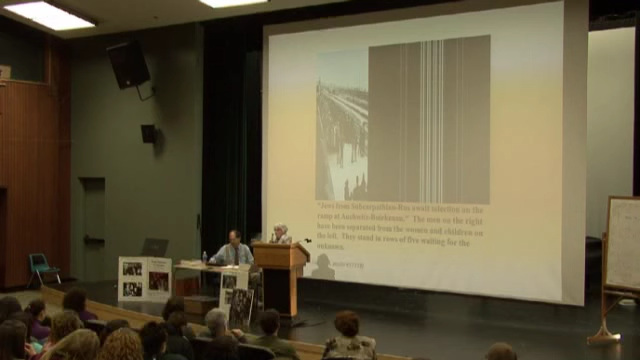 "Jews from Subcarpathian-Rus await selection on the
camp at Auschwitz-Birkenau." The men on the right
have been separated from the women and children on
the left. They stand in rows of five waiting for the
unknown.